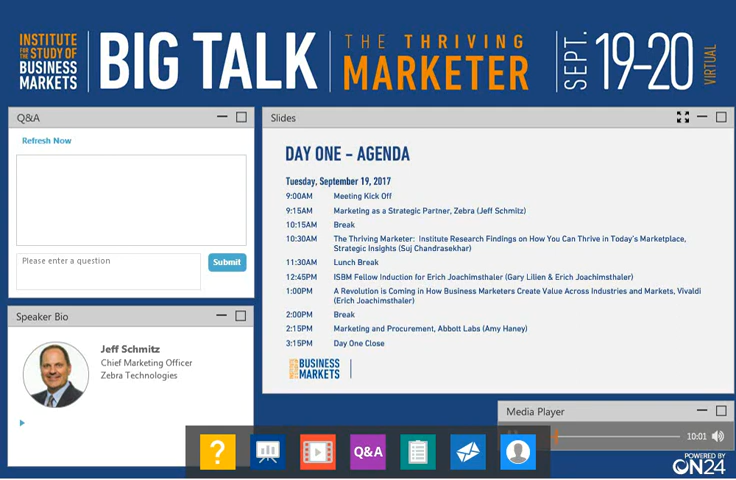 INSTITUTE
FOR THE STUDY OF
BUSINESS
MARKETS
BIG TALK
THE THRIVING
MARKETER
SEPT.
19-20
VIRTUAL
Q&A
Refresh Now
Please enter a question
Submit
Speaker Bio
Jeff Schmitz
Chief Marketing Officer
Zebra Technologies
Slides
DAY ONE – AGENDA
Tuesday, September 19, 2017
9:00AM Meeting Kick Off
9:15AM Marketing as a Strategic Partner, Zebra (Jeff Schmitz)
10:15AM Break
10:30AM The Thriving Marketer: Institute Research Findings on How You Can Thrive in Today's Marketplace,
Strategic Insights (Suj Chandrasekhar)
11:30AM Lunch Break
12:45PM ISBM Fellow Induction for Erich Joachimsthaler (Gary Lilien & Erich Joachimsthaler)
1:00PM A Revolution is Coming in How Business Marketers Create Value Across Industries and Markets, Vivaldi
(Erich Joachimsthaler)
2:00PM Break
2:15PM Marketing and Procurement, Abbott Labs (Amy Haney)
3:15PM Day One Close
BUSINESS
MARKETS
Media Player
10:01
?
Q&A
POWERED BY
ON24